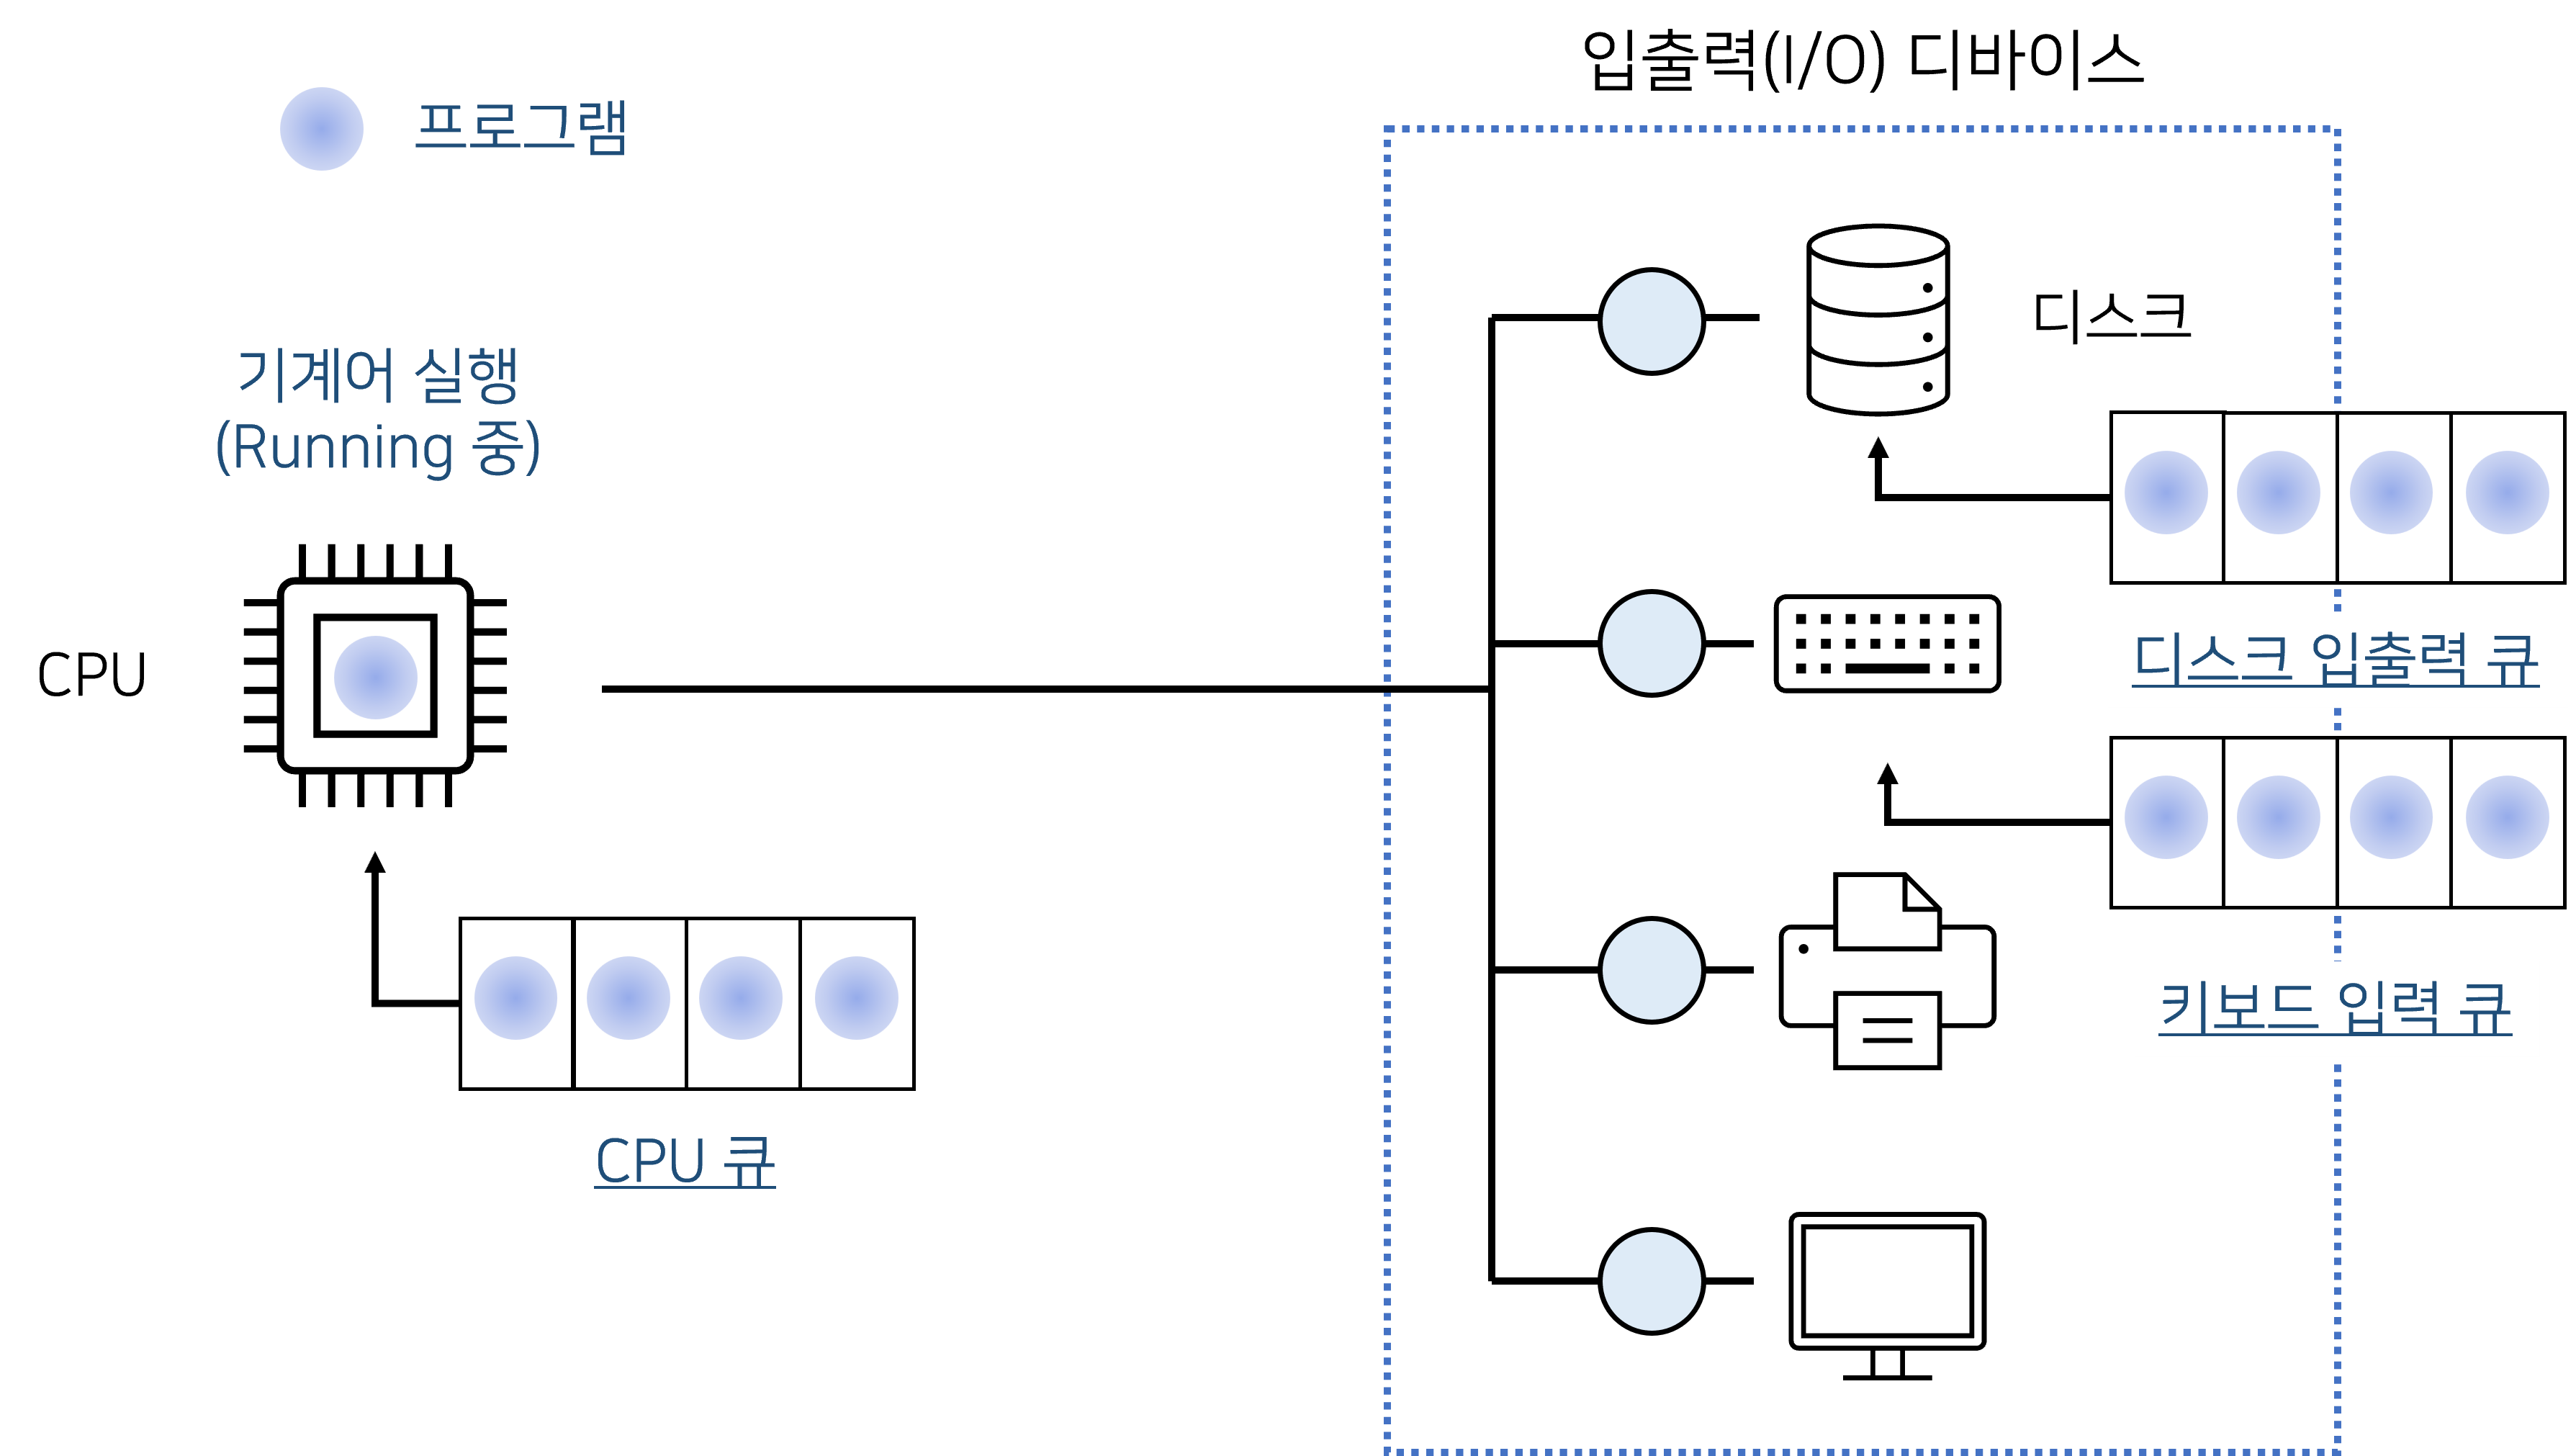 입출력(I/O) 디바이스
프로그램
디스크
기계어 실행
(Running 중)
CPU
디스크 입출력 큐
키보드 입력 큐
CPU 큐